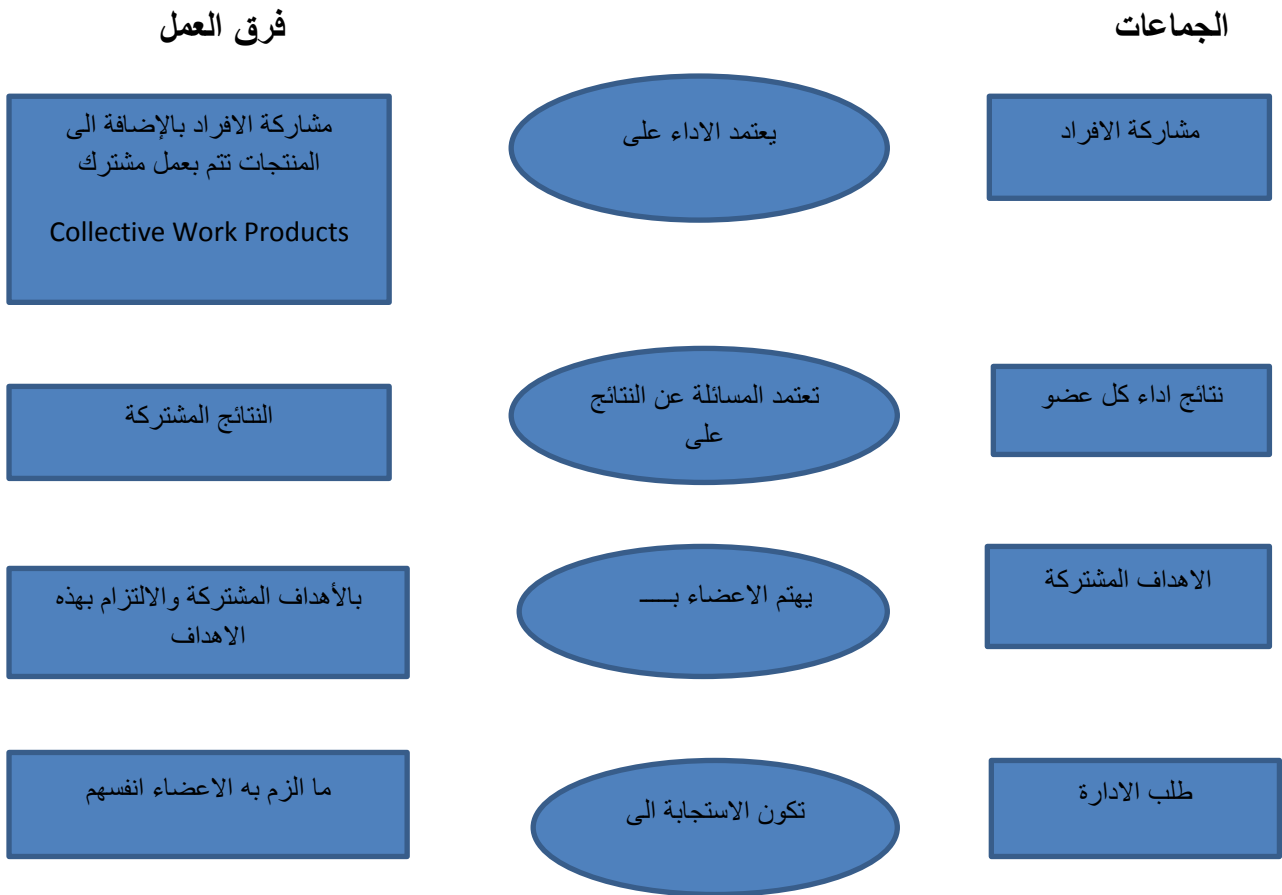 الجماعات
فرق العمل
مشاركة الافراد
يعتمد الاداء على
مشاركة الافراد بالإضافة الى
المنتجات تتم بعمل مشترك
Collective Work Products
نتائج اداء كل عضو
تعتمد المسائلة عن النتائج
على
النتائج المشتركة
الاهداف المشتركة
يهتم الاعضاء بـــــ
بالأهداف المشتركة والالتزام بهذه
الاهداف
طلب الادارة
تكون الاستجابة الى
ما الزم به الاعضاء انفسهم